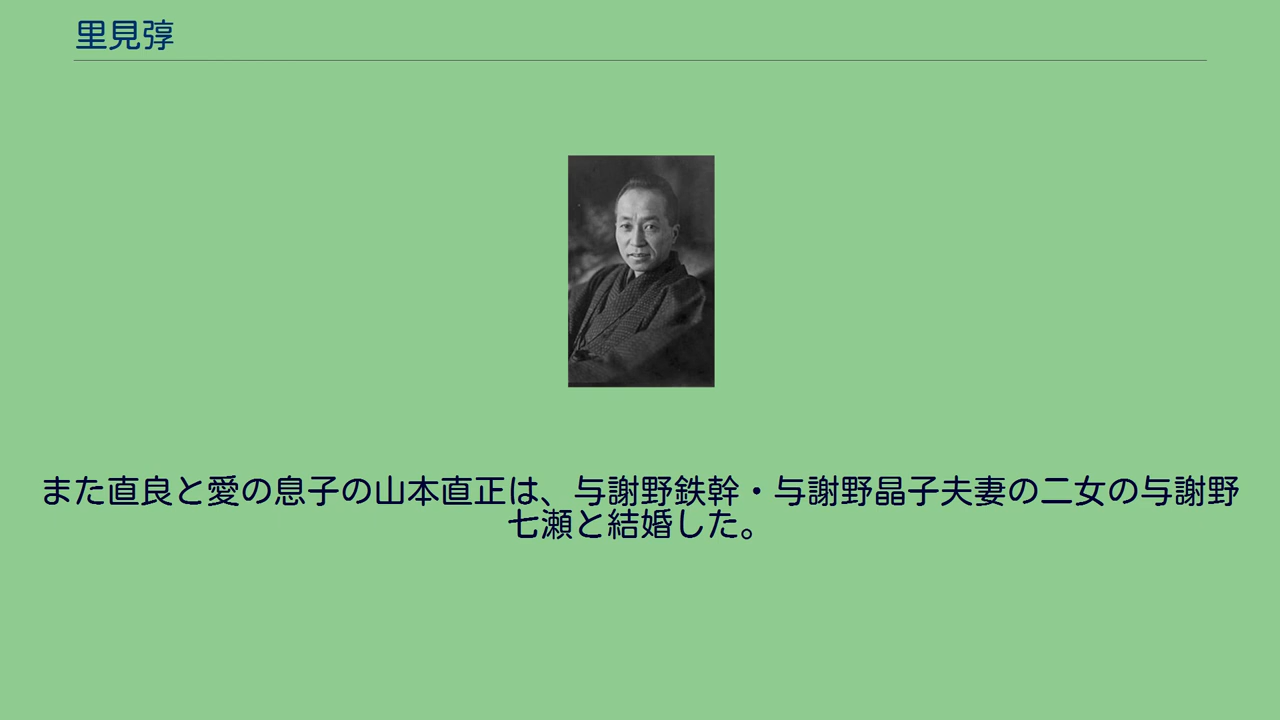 里見弴
また直良と愛の息子の山本直正は、与謝野鉄幹・与謝野晶子夫妻の二女の与謝野
七瀬と結婚した。